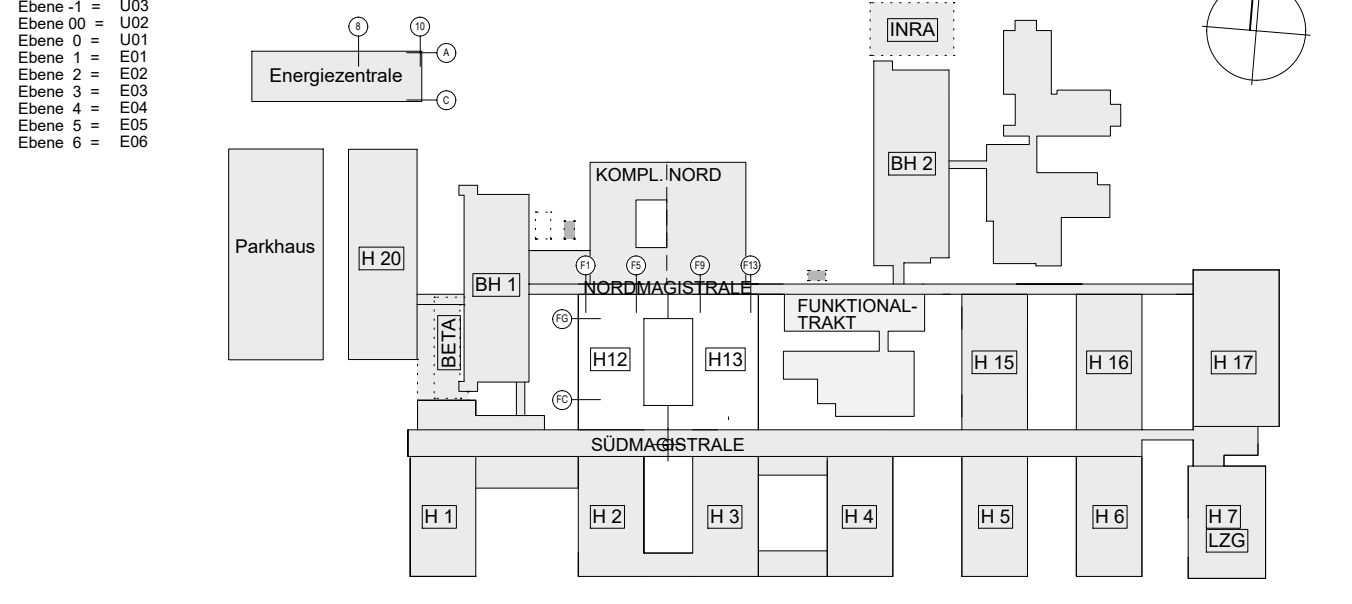 Ebene -1 = U03
Ebene 00 = U02
Ebene 0 = U01
Ebene 1 = E01
Ebene 2 = E02
Ebene 3 = E03
Ebene 4 = E04
Ebene 5 = E05
Ebene 6 = E06
8
10
A
C
Energiezentrale
INRA
BH 2
KOMPL. NORD
Parkhaus
H 20
BH 1
F1
F5
F9
F13
NORDMAGISTRALE
FUNKTIONAL-
TRAKT
FG
BETA
H12
H13
H 15
H 16
H 17
FC
SÜDMAGISTRALE
H 1
H 2
H 3
H 4
H 5
H 6
H 7
LZG